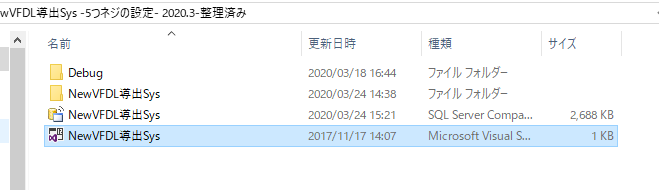 wVFDL導出Sys -5つネジの設定- 2020.3-整理済み
名前 更新日時 種類 サイズ
Debug 2020/03/18 16:44 ファイル フォルダー
NewVFDL導出Sys 2020/03/24 14:38 ファイル フォルダー
NewVFDL導出Sys 2020/03/24 15:21 SQL Server Compa... 2,688 KB
NewVFDL導出Sys 2017/11/17 14:07 Microsoft Visual S... 1 KB